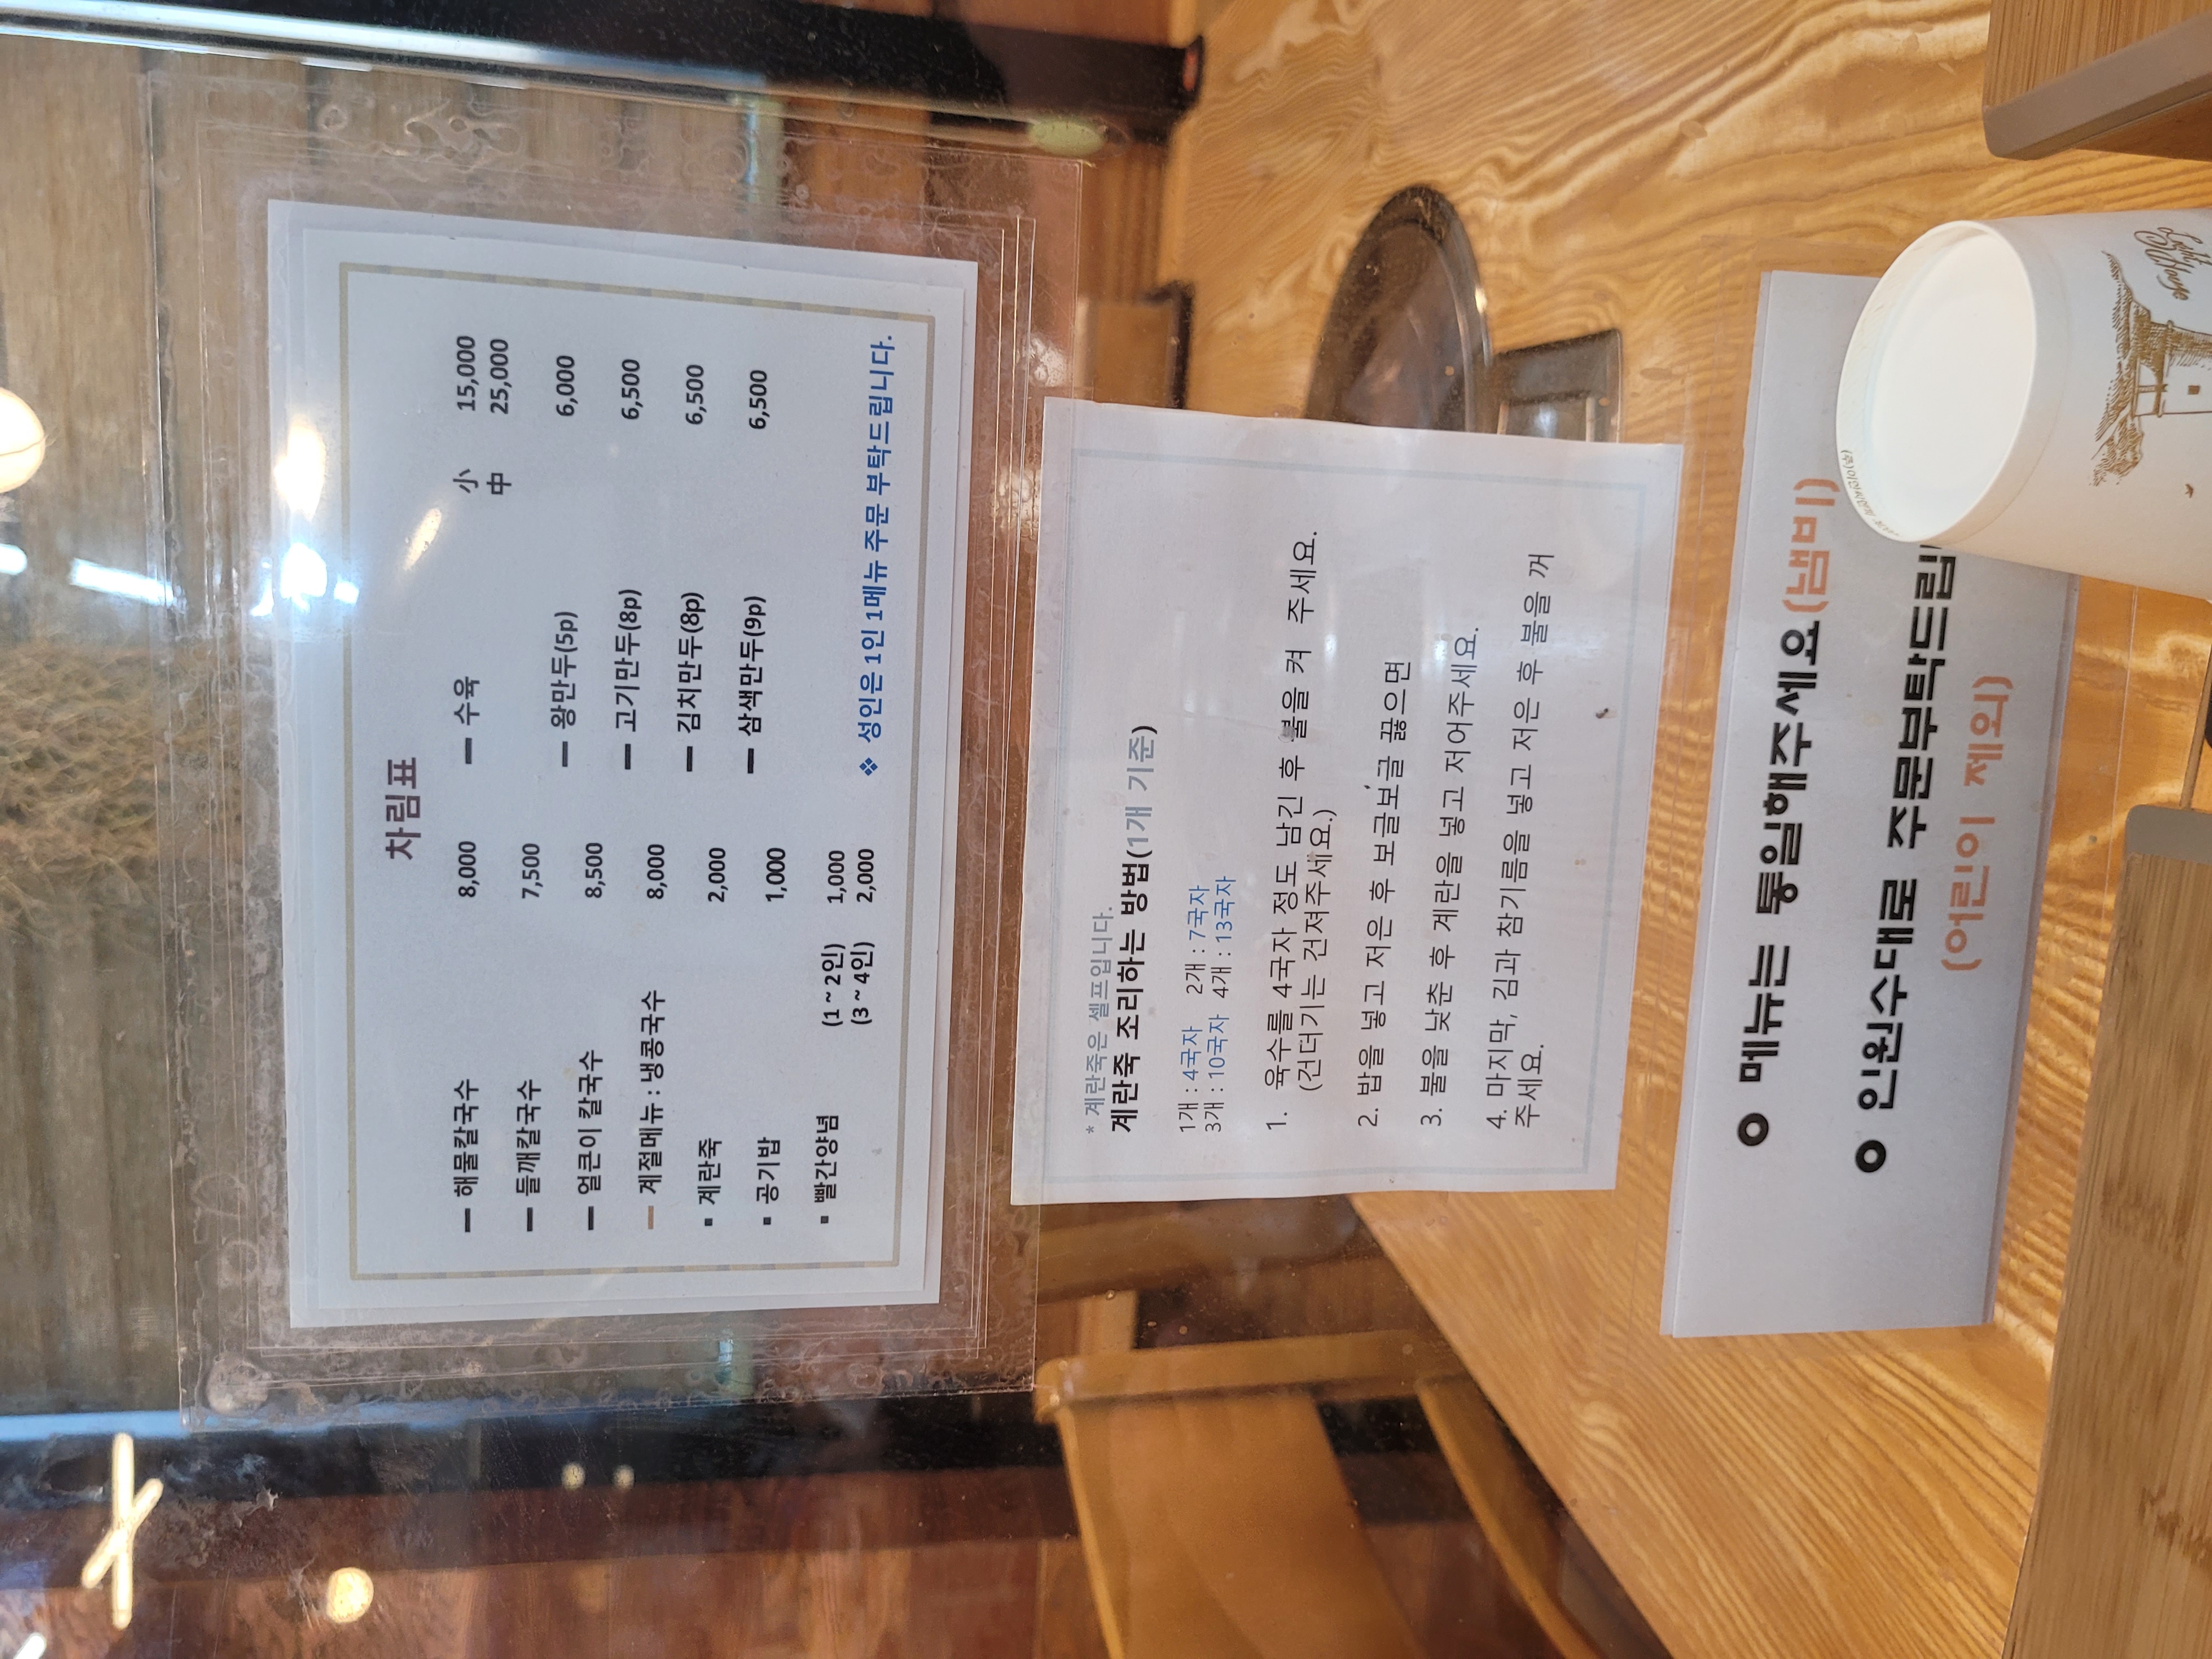 차림표
━ 해물칼국수 8,000
━ 들깨칼국수 7,500
━ 얼큰이 칼국수 8,500
━ 계절메뉴 : 냉콩국수 8,000
▪ 계란죽 2,000
▪ 공기밥 1,000
▪ 빨간양념 (1 ~ 2인) 1,000
(3 ~ 4인) 2,000
━ 수육 小 15,000
中 25,000
━ 왕만두(5p) 6,000
━ 고기만두(8p) 6,500
━ 김치만두(8p) 6,500
━ 삼색만두(9p) 6,500
❖ 성인은 1인 1메뉴 주문 부탁드립니다.
* 계란죽은 셀프입니다.
계란죽 조리하는 방법(1개 기준)
1개 : 4국자 2개 : 7국자
3개 : 10국자 4개 : 13국자
1. 육수를 4국자 정도 남긴 후 불을 켜 주세요.
(건더기는 건져주세요.)
2. 밥을 넣고 저은 후 보글보글 끓으면
3. 불을 낮춘 후 계란을 넣고 저어주세요.
4. 마지막, 김과 참기름을 넣고 저은 후 불을 꺼
주세요.
● 메뉴는 통일해주세요(냄비)
● 인원수대로 주문부탁드립
(어린이 제외)